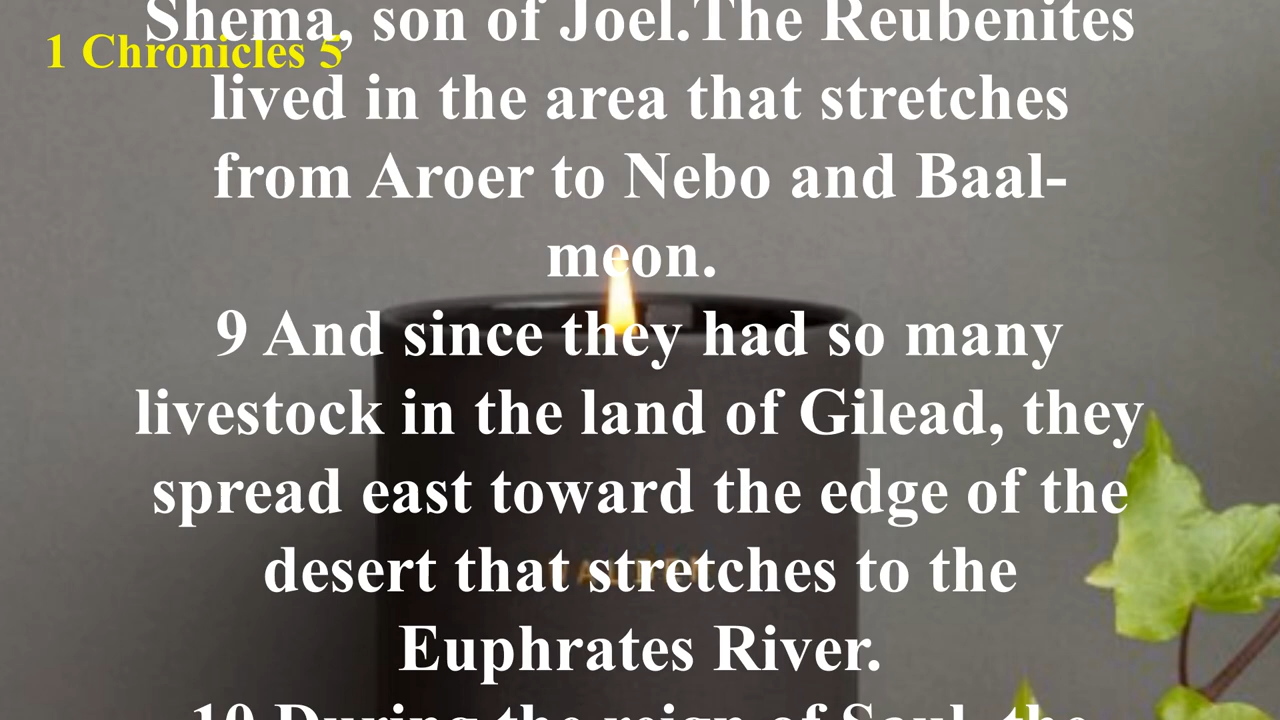 Shema, son of Joel.The Reubenites
1 Chronicles 5
lived in the area that stretches
from Aroer to Nebo and Baal-
meon.
9 And since they had so many
livestock in the land of Gilead, they
spread east toward the edge of the
desert that stretches to the
Euphrates River.
10 During the reign of Saul, the